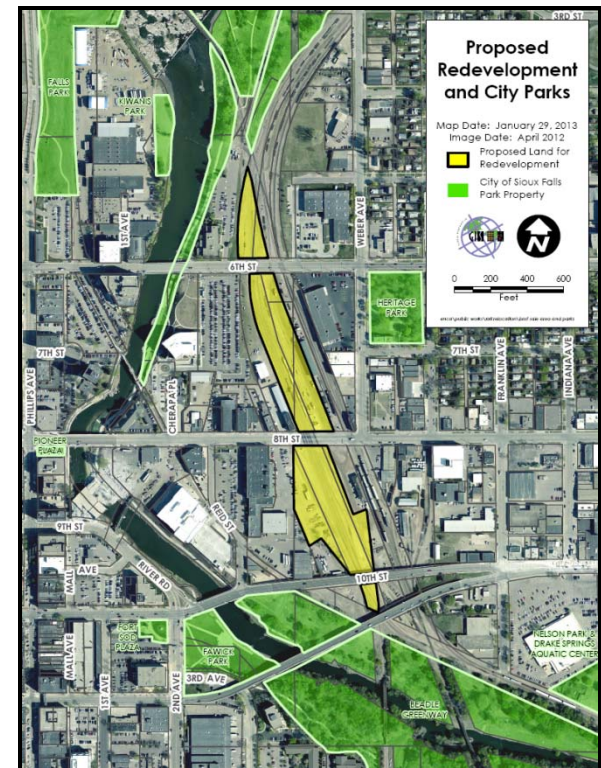 3RD ST
Proposed
Redevelopment
and City Parks
Map Date: January 29, 2013
Image Date: April 2012
Proposed Land for
Redevelopment
City of Sioux Falls
Park Property
N
0 200 400 600
Feet
FALLS
PARK
KIWANIS
PARK
1ST AVE
WEBER AVE
6TH ST
HERITAGE
PARK
7TH ST
7TH ST
PHILLIPS AVE
CHERAPA PL
FRANKLIN AVE
INDIANA AVE
8TH ST
PIONEER
PLAZA
9TH ST
REID ST
MALL AVE
RIVER RD
10TH ST
FORT
SOD
PLAZA
FAWICK
PARK
NELSON PARK &
DRAKE SPRINGS
AQUATIC CENTER
MALL AVE
1ST AVE
2ND AVE
3RD AVE
BEADLE
GREENWAY